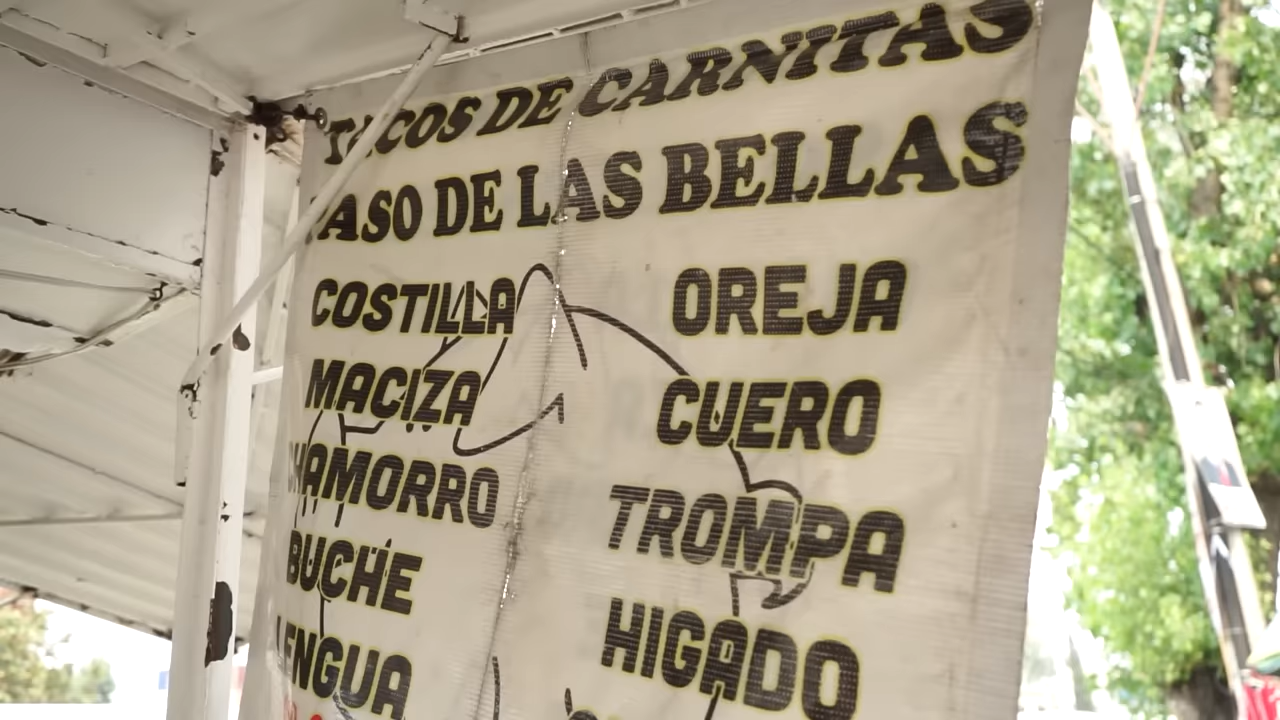 TACOS DE CARNITAS
PASO DE LAS BELLAS
COSTILLA
MACIZA
CHAMORRO
BUCHE
LENGUA
OREJA
CUERO
TROMPA
HIGADO